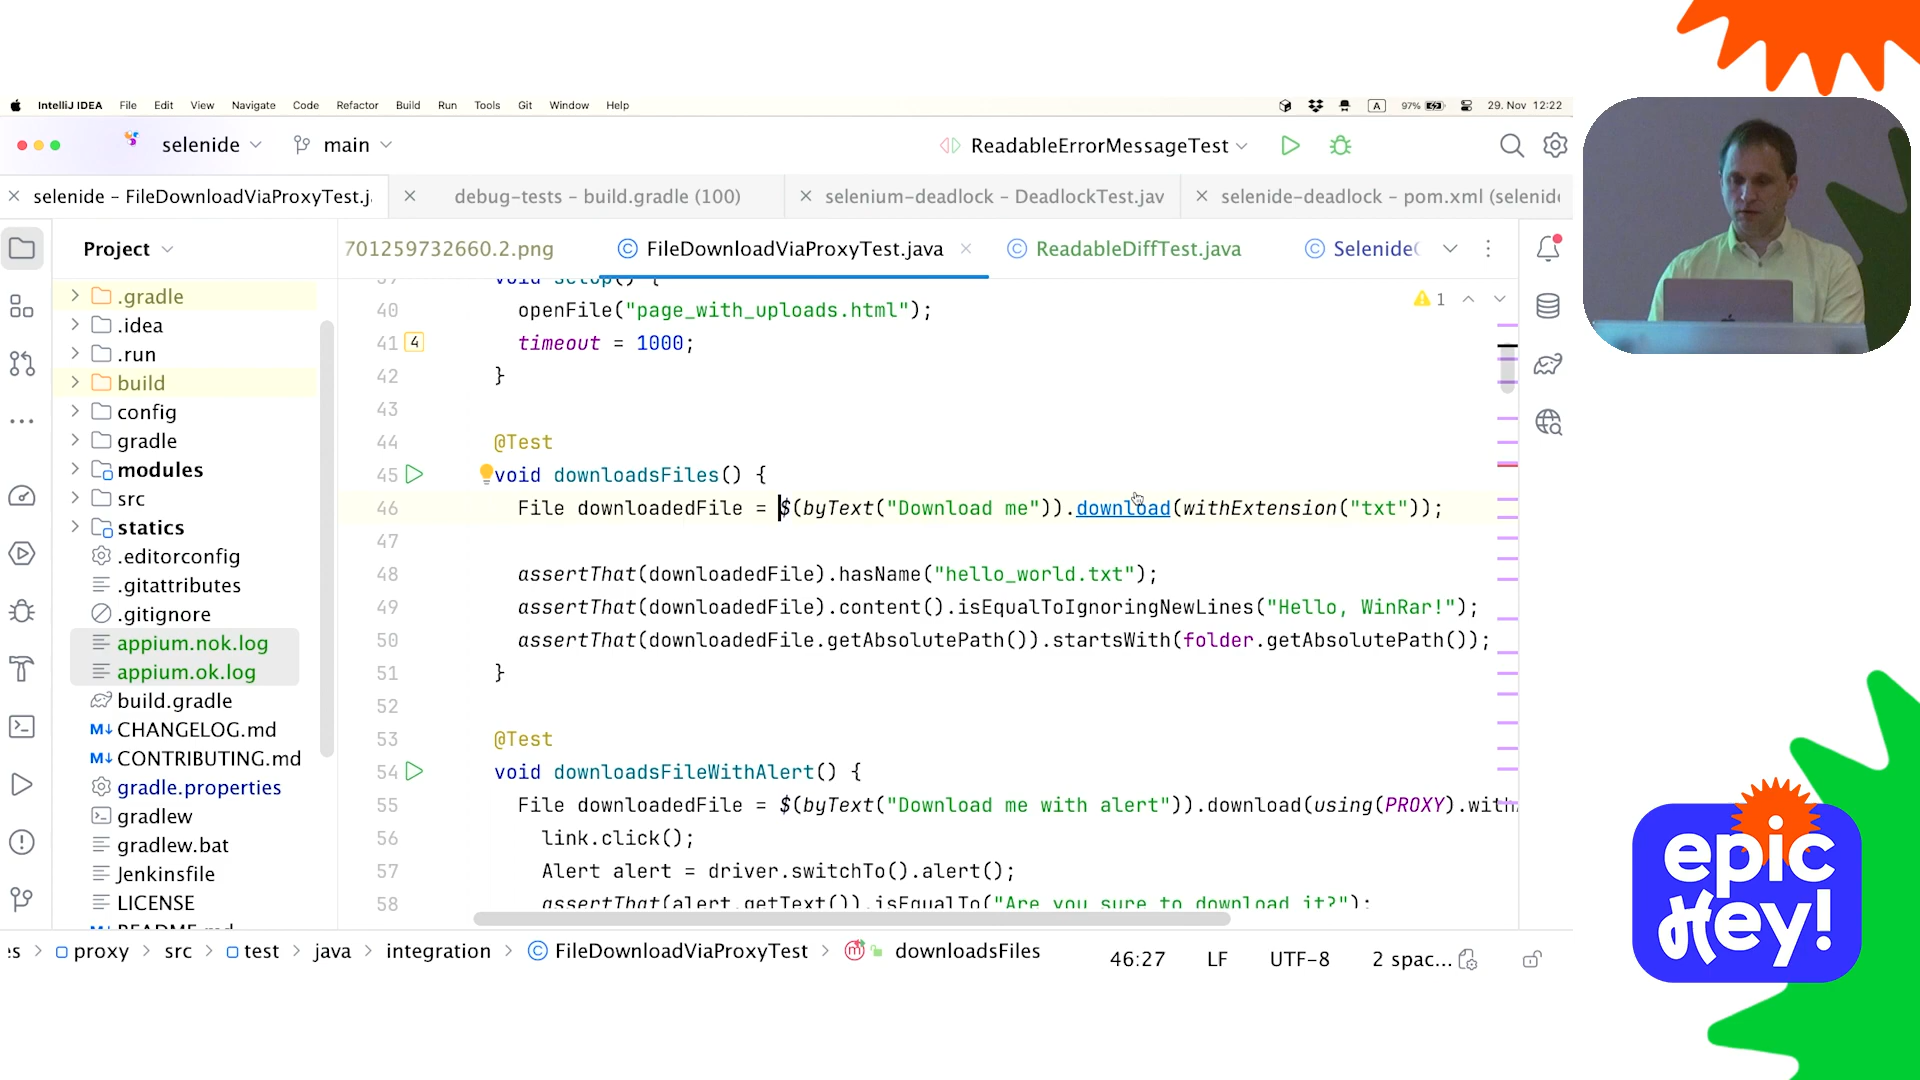 IntelliJ IDEA File Edit View Navigate Code Refactor Build Run Tools Git Window Help A 97% 29. Nov 12:22
selenide main ReadableErrorMessageTest
selenide – FileDownloadViaProxyTest.j debug-tests – build.gradle (100) selenium-deadlock – DeadlockTest.jav selenide-deadlock – pom.xml (selenid
Project 701259732660.2.png FileDownloadViaProxyTest.java ReadableDiffTest.java Selenide
.gradle
.idea
.run
build
config
gradle
modules
src
statics
.editorconfig
.gitattributes
.gitignore
appium.nok.log
appium.ok.log
build.gradle
M↓ CHANGELOG.md
M↓ CONTRIBUTING.md
gradle.properties
gradlew
gradlew.bat
Jenkinsfile
LICENSE
README.md
1
void setup() {
40 openFile("page_with_uploads.html");
41 4 timeout = 1000;
42 }
43
44 @Test
45 void downloadsFiles() {
46 File downloadedFile = $(byText("Download me")).download(withExtension("txt"));
47
48 assertThat(downloadedFile).hasName("hello_world.txt");
49 assertThat(downloadedFile).content().isEqualToIgnoringNewLines("Hello, WinRar!");
50 assertThat(downloadedFile.getAbsolutePath()).startsWith(folder.getAbsolutePath());
51 }
52
53 @Test
54 void downloadsFileWithAlert() {
55 File downloadedFile = $(byText("Download me with alert")).download(using(PROXY).with
56 link.click();
57 Alert alert = driver.switchTo().alert();
58 assertThat(alert.getText()).isEqualTo("Are you sure to download it?");
es > proxy > src > test > java > integration > FileDownloadViaProxyTest > m downloadsFiles 46:27 LF UTF-8 2 spac...
epic
Hey!